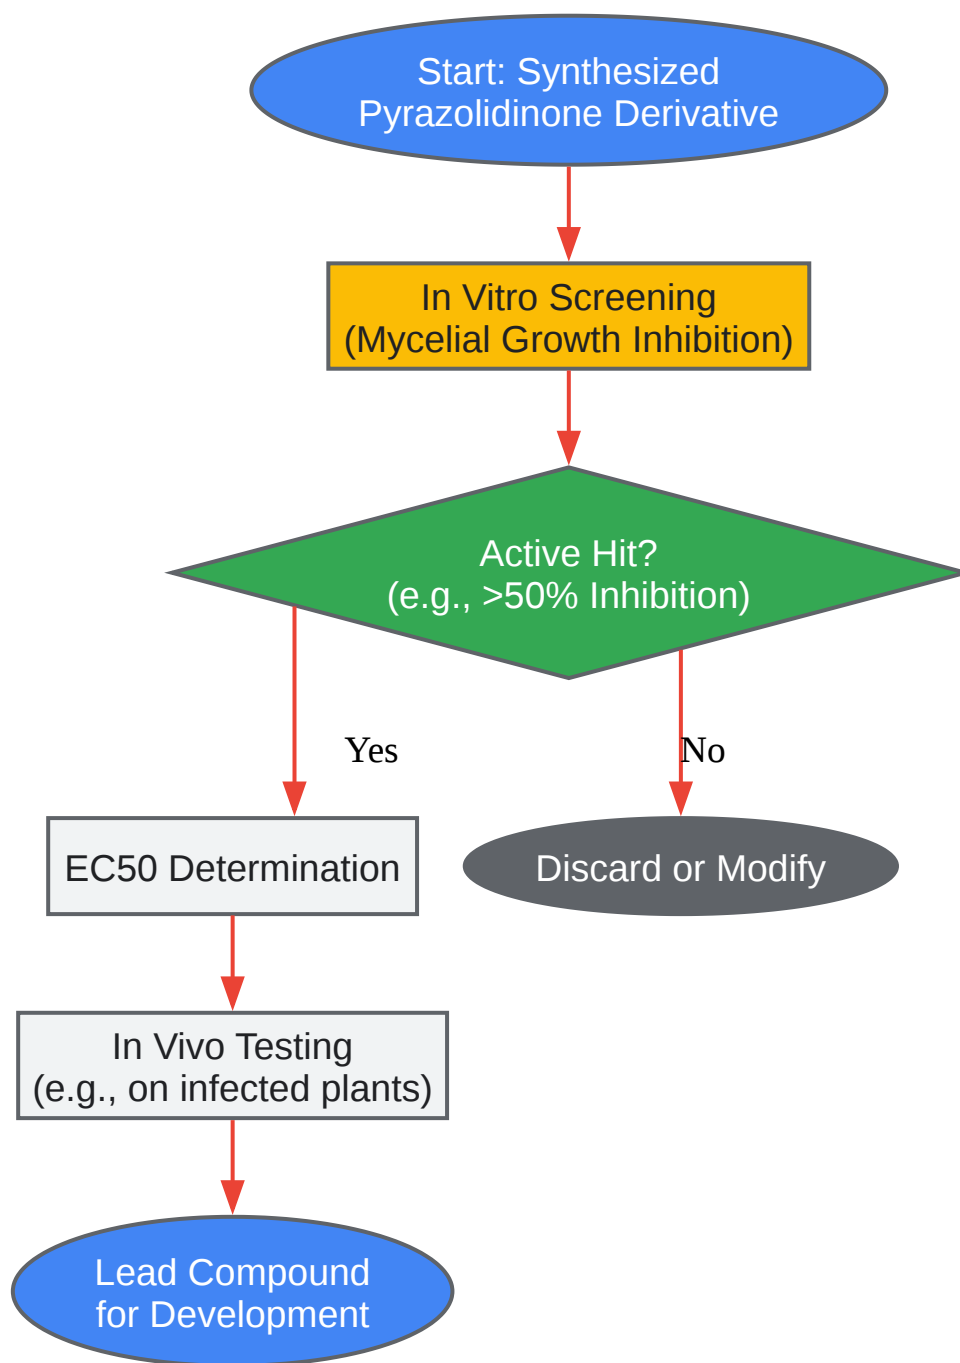 Start: Synthesized
Pyrazolidinone Derivative
In Vitro Screening
(Mycelial Growth Inhibition)
Active Hit?
(e.g., >50% Inhibition)
Yes
No
EC50 Determination
Discard or Modify
In Vivo Testing
(e.g., on infected plants)
Lead Compound
for Development